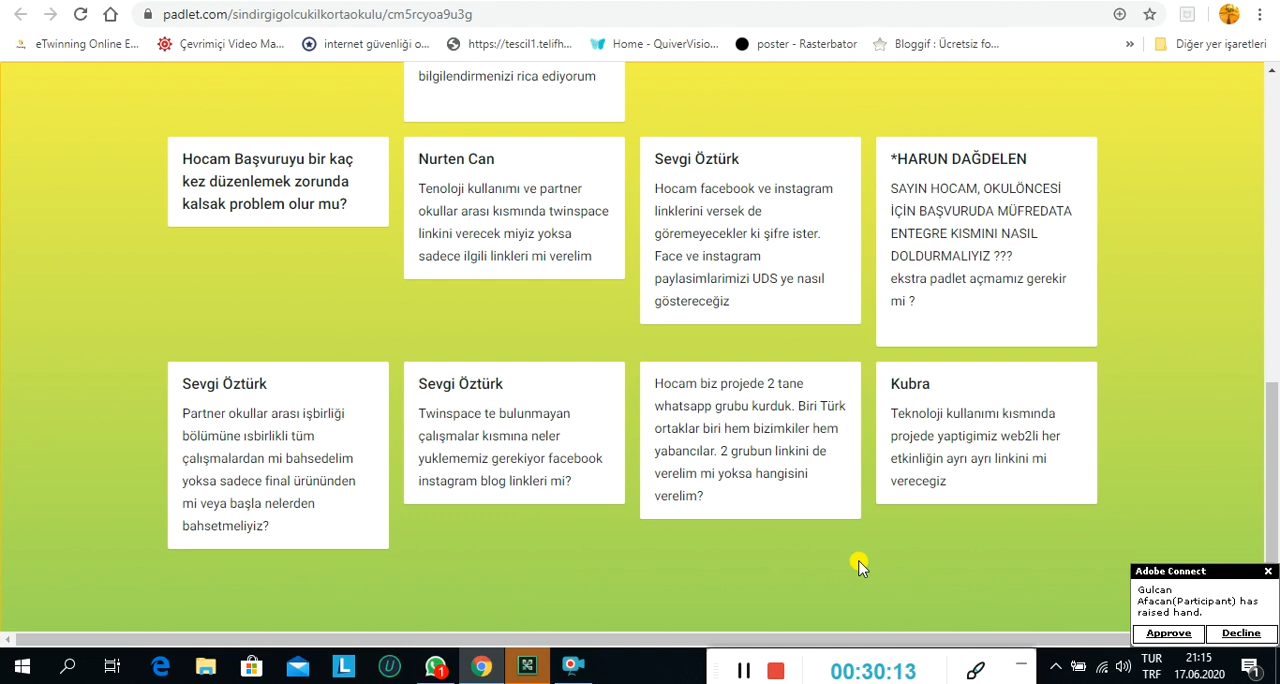 padlet.com/sindirgigolcukilkortaokulu/cm5rcyoa9u3g
eTwinning Online E...
Çevrimiçi Video Ma...
internet güvenliği o...
https://tescil1.telifh...
Home - QuiverVisio...
poster - Rasterbator
Bloggif : Ücretsiz fo...
»
Diğer yer işaretleri
bilgilendirmenizi rica ediyorum
Hocam Başvuruyu bir kaç
kez düzenlemek zorunda
kalsak problem olur mu?
Nurten Can
Tenoloji kullanımı ve partner
okullar arası kısmında twinspace
linkini verecek miyiz yoksa
sadece ilgili linkleri mi verelim
Sevgi Öztürk
Hocam facebook ve instagram
linklerini versek de
göremeyecekler ki şifre ister.
Face ve instagram
paylasimlarimizi UDS ye nasıl
göstereceğiz
*HARUN DAĞDELEN
SAYIN HOCAM, OKULÖNCESİ
İÇİN BAŞVURUDA MÜFREDATA
ENTEGRE KISMINI NASIL
DOLDURMALIYIZ ???
ekstra padlet açmamız gerekir
mi ?
Sevgi Öztürk
Partner okullar arası işbirliği
bölümüne ısbirlikli tüm
çalışmalardan mi bahsedelim
yoksa sadece final ürününden
mi veya başla nelerden
bahsetmeliyiz?
Sevgi Öztürk
Twinspace te bulunmayan
çalışmalar kısmına neler
yuklememiz gerekiyor facebook
instagram blog linkleri mi?
Hocam biz projede 2 tane
whatsapp grubu kurduk. Biri Türk
ortaklar biri hem bizimkiler hem
yabancılar. 2 grubun linkini de
verelim mi yoksa hangisini
verelim?
Kubra
Teknoloji kullanımı kısmında
projede yaptigimiz web2li her
etkinliğin ayrı ayrı linkini mi
verecegiz
Adobe Connect
Gulcan
Afacan(Participant) has
raised hand.
Approve
Decline
00:30:13
TUR
TRF
21:15
17.06.2020
1
1